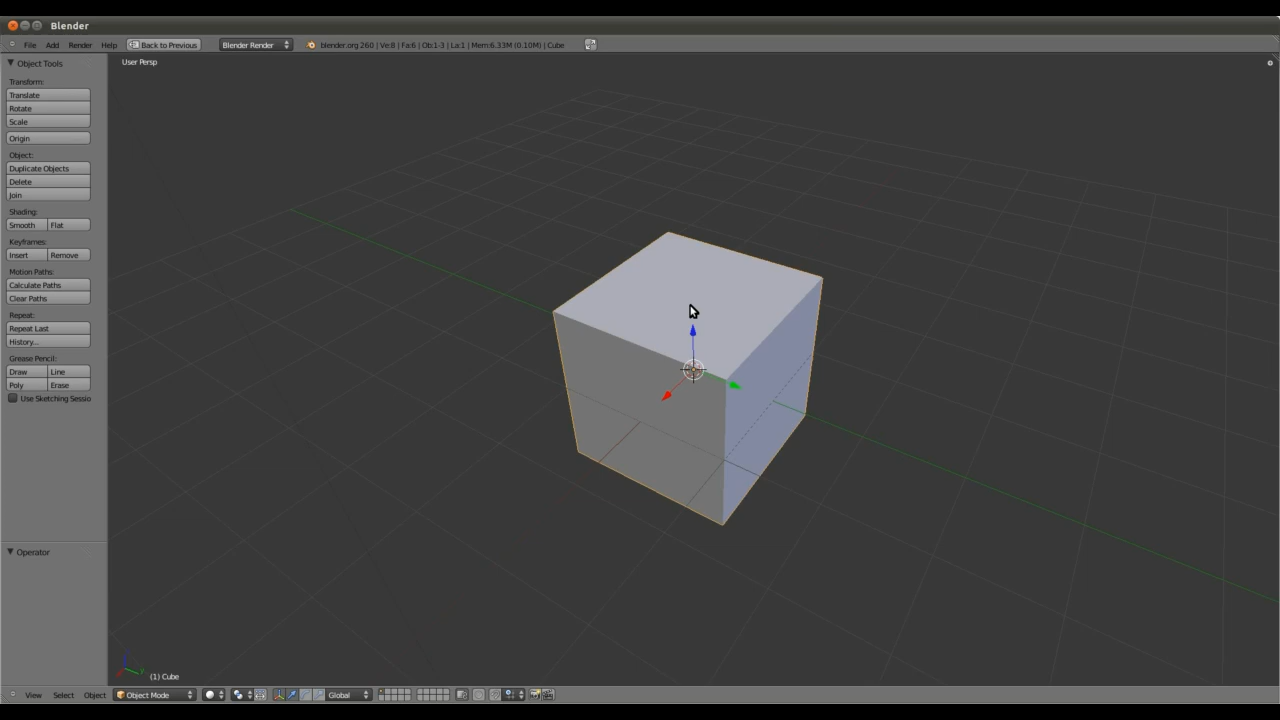 Blender
File Add Render Help Back to Previous Blender Render blender.org 260 | Ve:8 | Fa:6 | Ob:1-3 | La:1 | Mem:6.33M (0.10M) | Cube
Object Tools
User Persp
Transform:
Translate
Rotate
Scale
Origin
Object:
Duplicate Objects
Delete
Join
Shading:
Smooth Flat
Keyframes:
Insert Remove
Motion Paths:
Calculate Paths
Clear Paths
Repeat:
Repeat Last
History...
Grease Pencil:
Draw Line
Poly Erase
Use Sketching Sessio
Operator
(1) Cube
View Select Object Object Mode Global